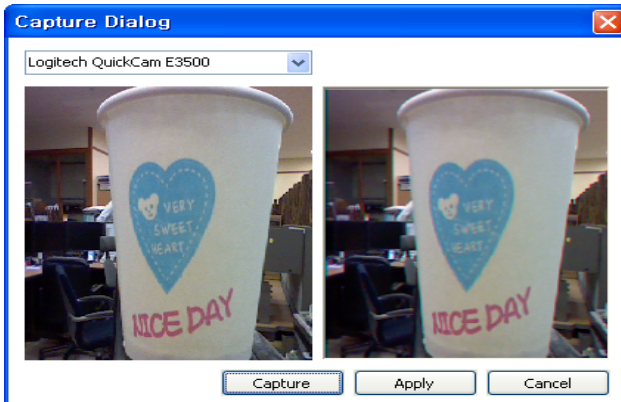 Capture Dialog
Logitech QuickCam E3500
VERY
SWEET
HEART
NICE DAY
VERY
SWEET
HEART
NICE DAY
Capture
Apply
Cancel